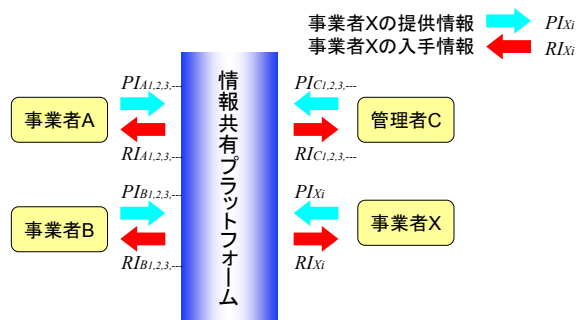 事業者Xの提供情報 PIXi
事業者Xの入手情報 RIXi
PIA1,2,3,---
事業者A
RIA1,2,3,---
PIB1,2,3,---
事業者B
RIB1,2,3,---
情報共有プラットフォーム
PIC1,2,3,---
管理者C
RIC1,2,3,---
PIXi
事業者X
RIXi